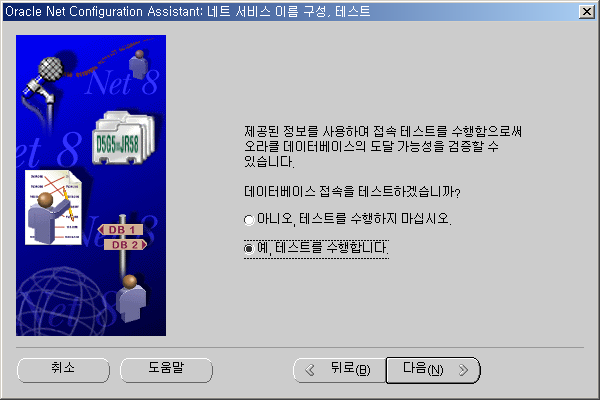 Oracle Net Configuration Assistant: 네트 서비스 이름 구성, 테스트
Net 8
D5G5 JR58
Net 8
DB 1
DB 2
Net 8
제공된 정보를 사용하여 접속 테스트를 수행함으로써
오라클 데이터베이스의 도달 가능성을 검증할 수
있습니다.
데이터베이스 접속을 테스트하겠습니까?
아니오, 테스트를 수행하지 마십시오.
예, 테스트를 수행합니다.
취소
도움말
뒤로(B)
다음(N)